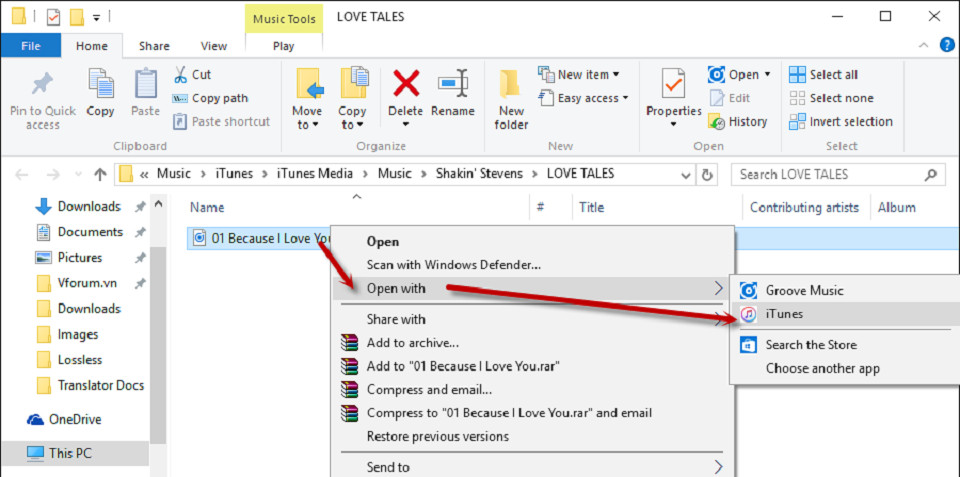 Music Tools
LOVE TALES
File
Home
Share
View
Play
Pin to Quick access
Copy
Paste
Cut
Copy path
Paste shortcut
Clipboard
Move to
Copy to
Delete
Rename
Organize
New folder
New item
Easy access
New
Properties
Open
Edit
History
Open
Select all
Select none
Invert selection
Select
« Music › iTunes › iTunes Media › Music › Shakin' Stevens › LOVE TALES
Search LOVE TALES
Downloads
Documents
Pictures
Vforum.vn
Downloads
Images
Lossless
Translator Docs
OneDrive
This PC
Name
#
Title
Contributing artists
Album
01 Because I Love You
Open
Scan with Windows Defender...
Open with
Share with
Add to archive...
Add to "01 Because I Love You.rar"
Compress and email...
Compress to "01 Because I Love You.rar" and email
Restore previous versions
Send to
Groove Music
iTunes
Search the Store
Choose another app